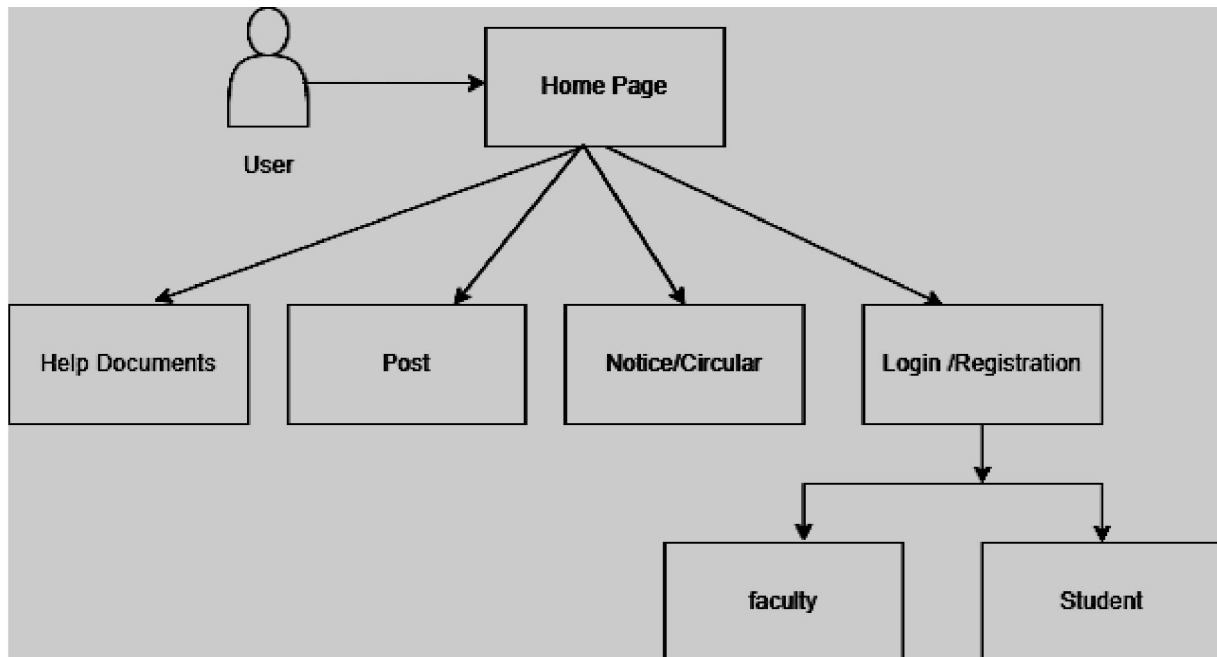 Home Page
User
Help Documents
Post
Notice/Circular
Login /Registration
faculty
Student